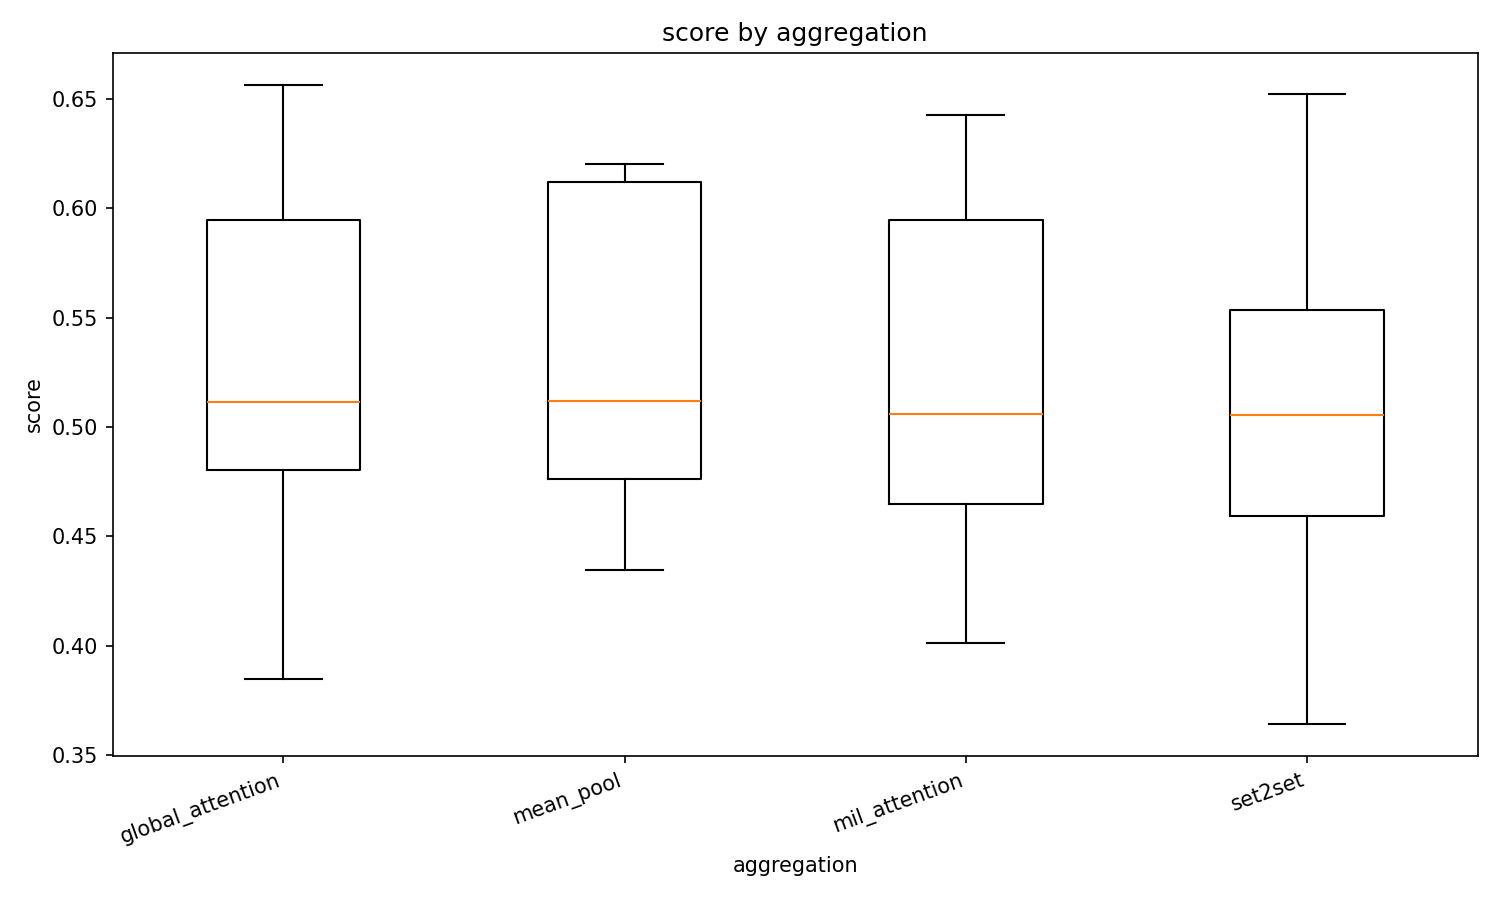 score by aggregation
score
0.65
0.60
0.55
0.50
0.45
0.40
0.35
global_attention
mean_pool
mil_attention
set2set
aggregation